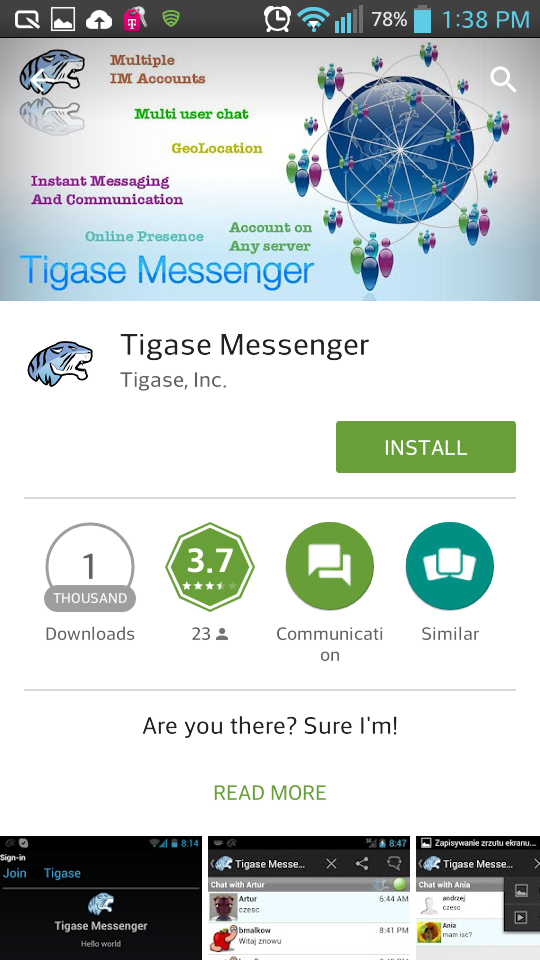 78% 1:38 PM
Multiple
IM Accounts
Multi user chat
GeoLocation
Instant Messaging
And Communication
Online Presence
Account on
Any server
Tigase Messenger
Tigase Messenger
Tigase, Inc.
INSTALL
1
THOUSAND
Downloads
3.7
23
Communicati
on
Similar
Are you there? Sure I'm!
READ MORE
8:14
Sign-in
Join Tigase
Tigase Messenger
Hello world
8:47
Tigase Messe...
Chat with Artur
Artur 6:44 AM
czesc
bmalkow 8:41 PM
Witaj znowu
Zapisywanie zrzutu ekranu...
Tigase Messe...
Chat with Ania
andrzej
czesc
Ania
mam isc?